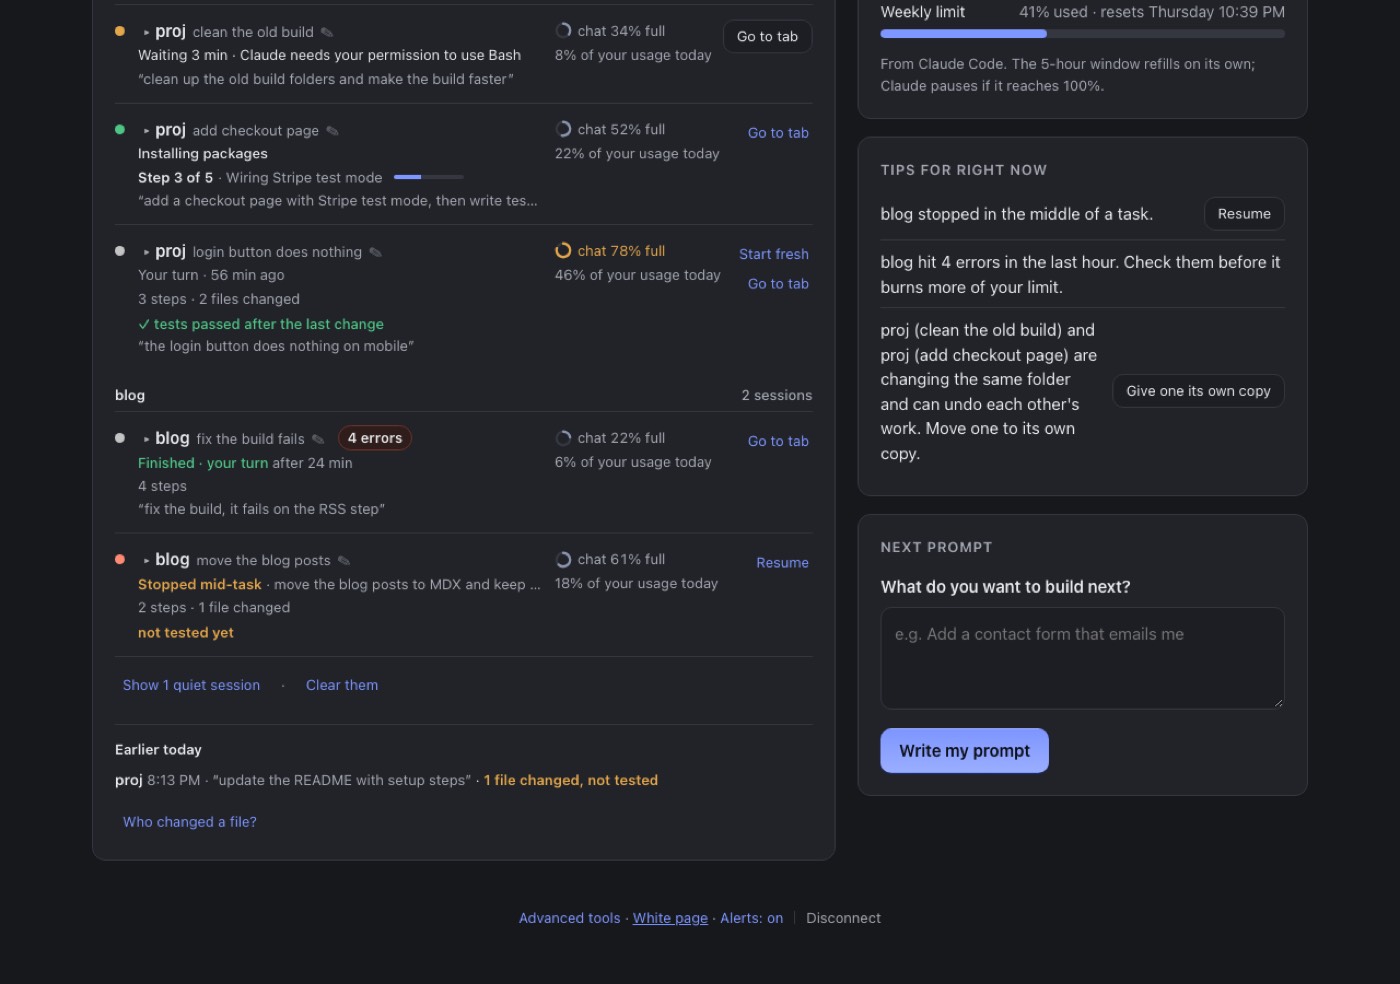 proj clean the old build
Waiting 3 min · Claude needs your permission to use Bash
“clean up the old build folders and make the build faster”
chat 34% full
8% of your usage today
Go to tab
proj add checkout page
Installing packages
Step 3 of 5 · Wiring Stripe test mode
“add a checkout page with Stripe test mode, then write tes...
chat 52% full
22% of your usage today
Go to tab
proj login button does nothing
Your turn · 56 min ago
3 steps · 2 files changed
✓ tests passed after the last change
“the login button does nothing on mobile”
chat 78% full
46% of your usage today
Start fresh
Go to tab
blog
2 sessions
blog fix the build fails
4 errors
Finished · your turn after 24 min
4 steps
“fix the build, it fails on the RSS step”
chat 22% full
6% of your usage today
Go to tab
blog move the blog posts
Stopped mid-task · move the blog posts to MDX and keep ...
2 steps · 1 file changed
not tested yet
chat 61% full
18% of your usage today
Resume
Show 1 quiet session · Clear them
Earlier today
proj 8:13 PM · “update the README with setup steps” · 1 file changed, not tested
Who changed a file?
Weekly limit
41% used · resets Thursday 10:39 PM
From Claude Code. The 5-hour window refills on its own;
Claude pauses if it reaches 100%.
TIPS FOR RIGHT NOW
blog stopped in the middle of a task.
Resume
blog hit 4 errors in the last hour. Check them before it
burns more of your limit.
proj (clean the old build) and
proj (add checkout page) are
changing the same folder
and can undo each other's
work. Move one to its own
copy.
Give one its own copy
NEXT PROMPT
What do you want to build next?
e.g. Add a contact form that emails me
Write my prompt
Advanced tools · White page · Alerts: on | Disconnect